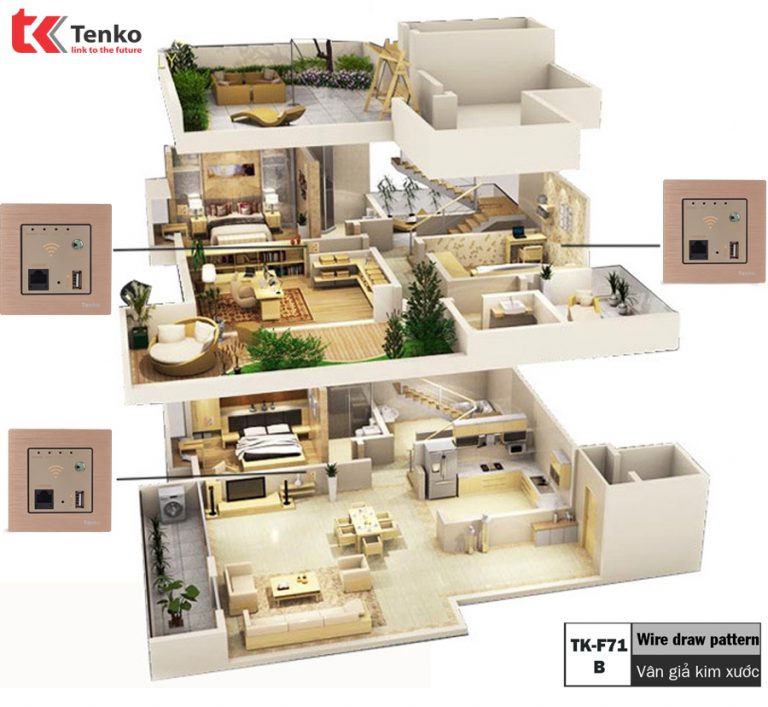 Tenko
link to the future
Tenko
Tenko
Tenko
TK-F71
B
Wire draw pattern
Vân giả kim xước